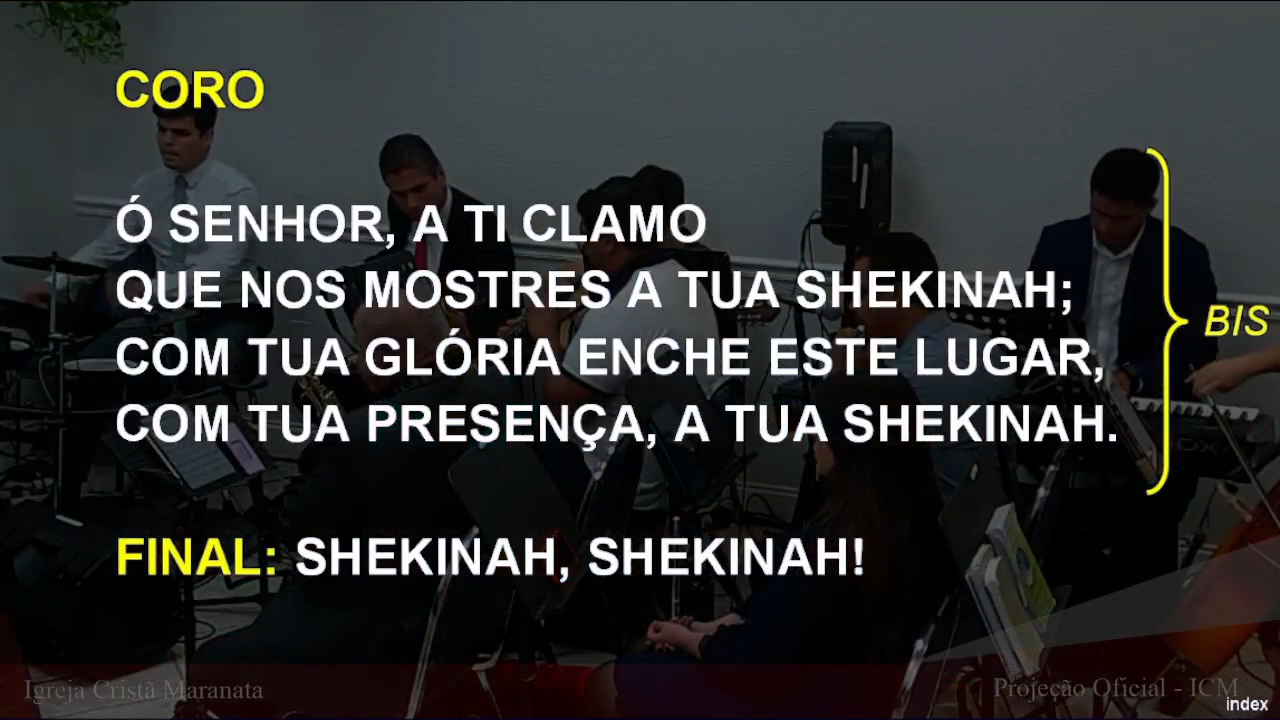 CORO
Ó SENHOR, A TI CLAMO
QUE NOS MOSTRES A TUA SHEKINAH;
COM TUA GLÓRIA ENCHE ESTE LUGAR,
COM TUA PRESENÇA, A TUA SHEKINAH.
BIS
FINAL: SHEKINAH, SHEKINAH!
Igreja Cristã Maranata
Projeção Oficial - ICM
index